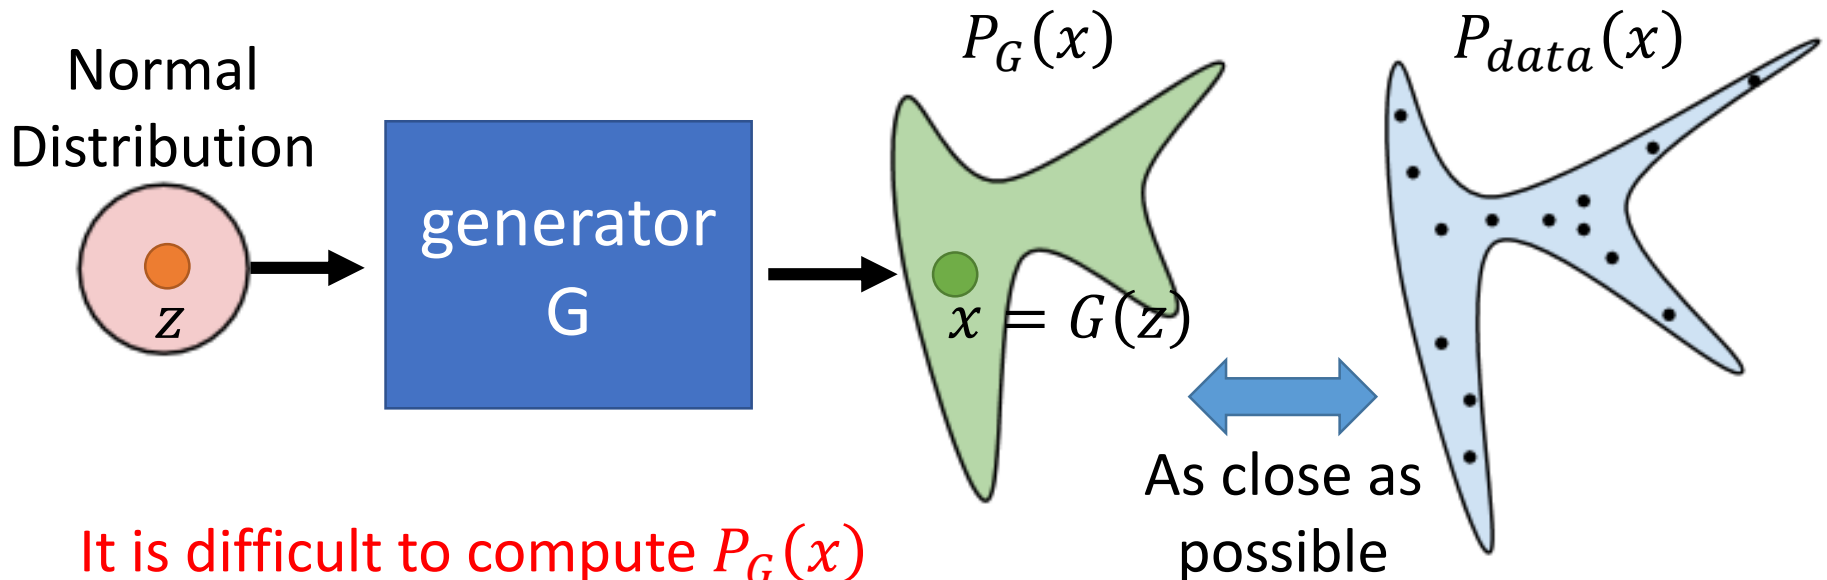 Normal
Distribution
z
generator
G
P_G(x)
x = G(z)
P_data(x)
As close as
possible
It is difficult to compute P_G(x)